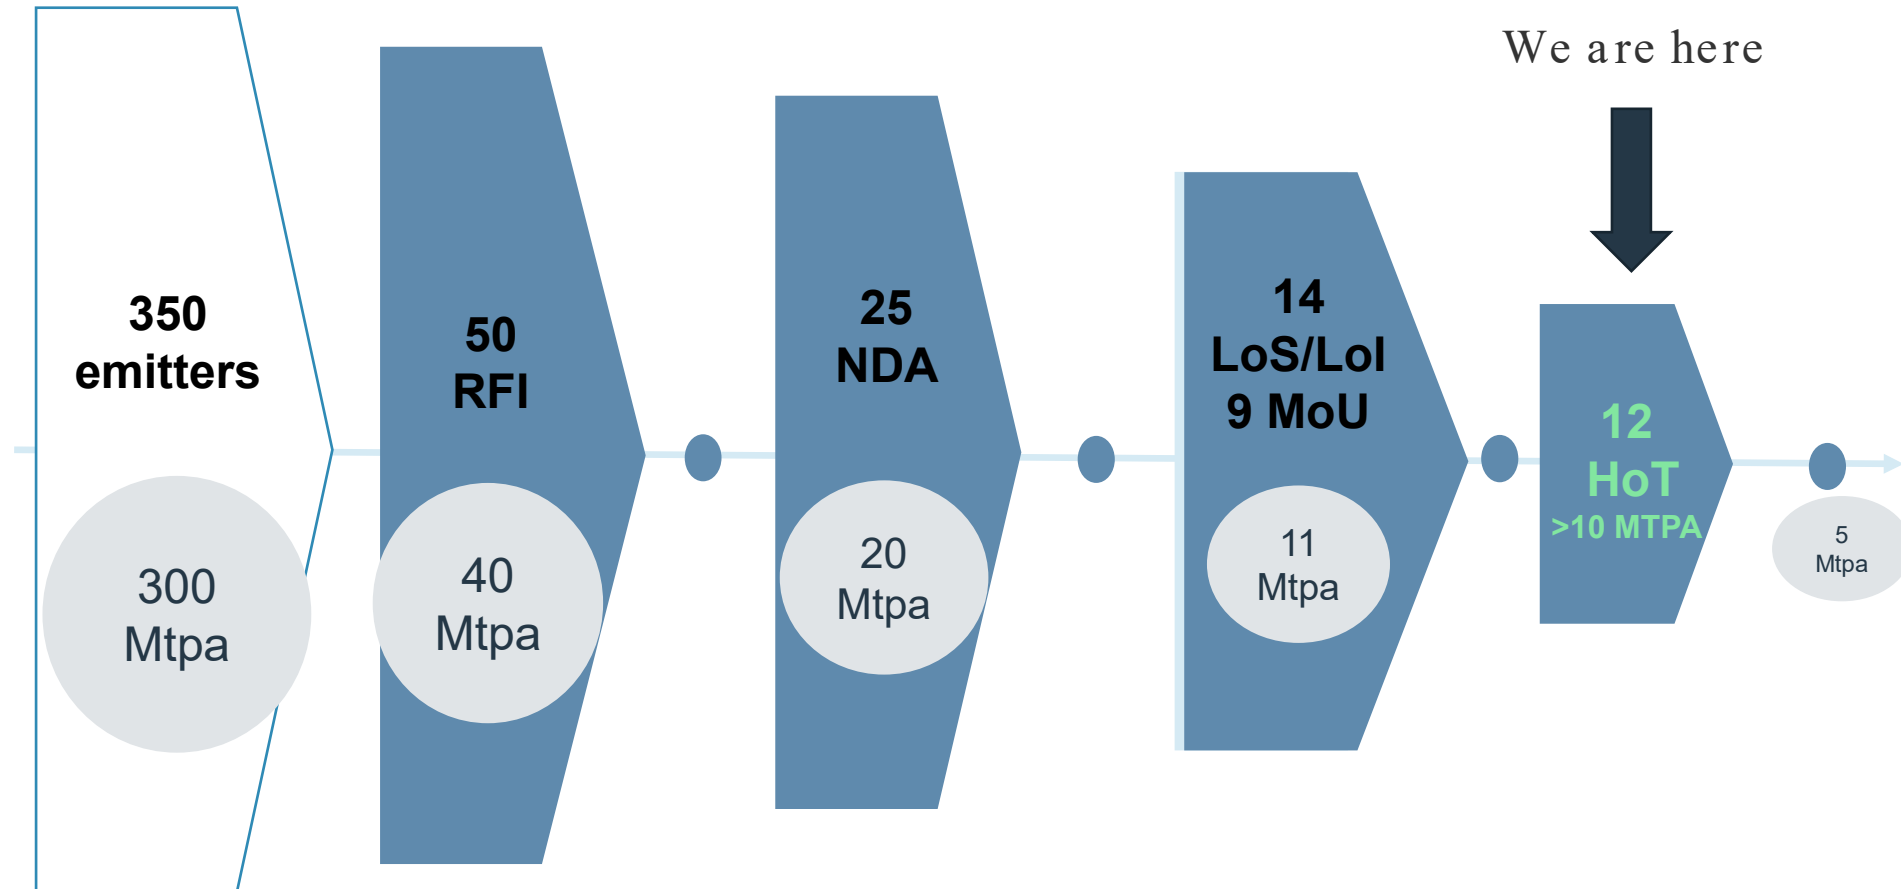 We are here
350
emitters
300
Mtpa
50
RFI
40
Mtpa
25
NDA
20
Mtpa
14
LoS/LoI
9 MoU
11
Mtpa
12
HoT
>10 MTPA
5
Mtpa